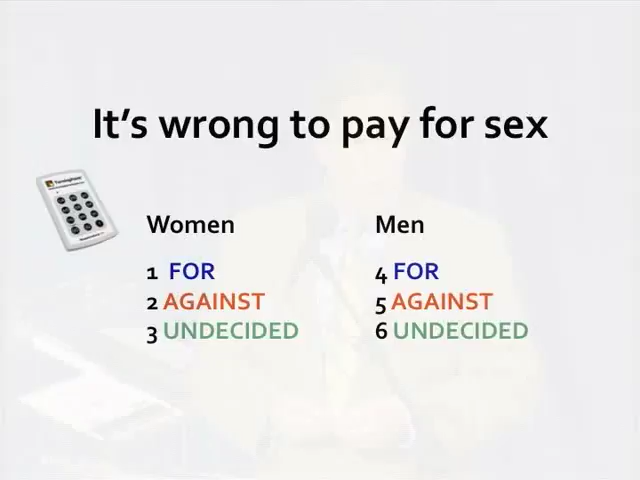 It's wrong to pay for sex
Women
1 FOR
2 AGAINST
3 UNDECIDED
Men
4 FOR
5 AGAINST
6 UNDECIDED